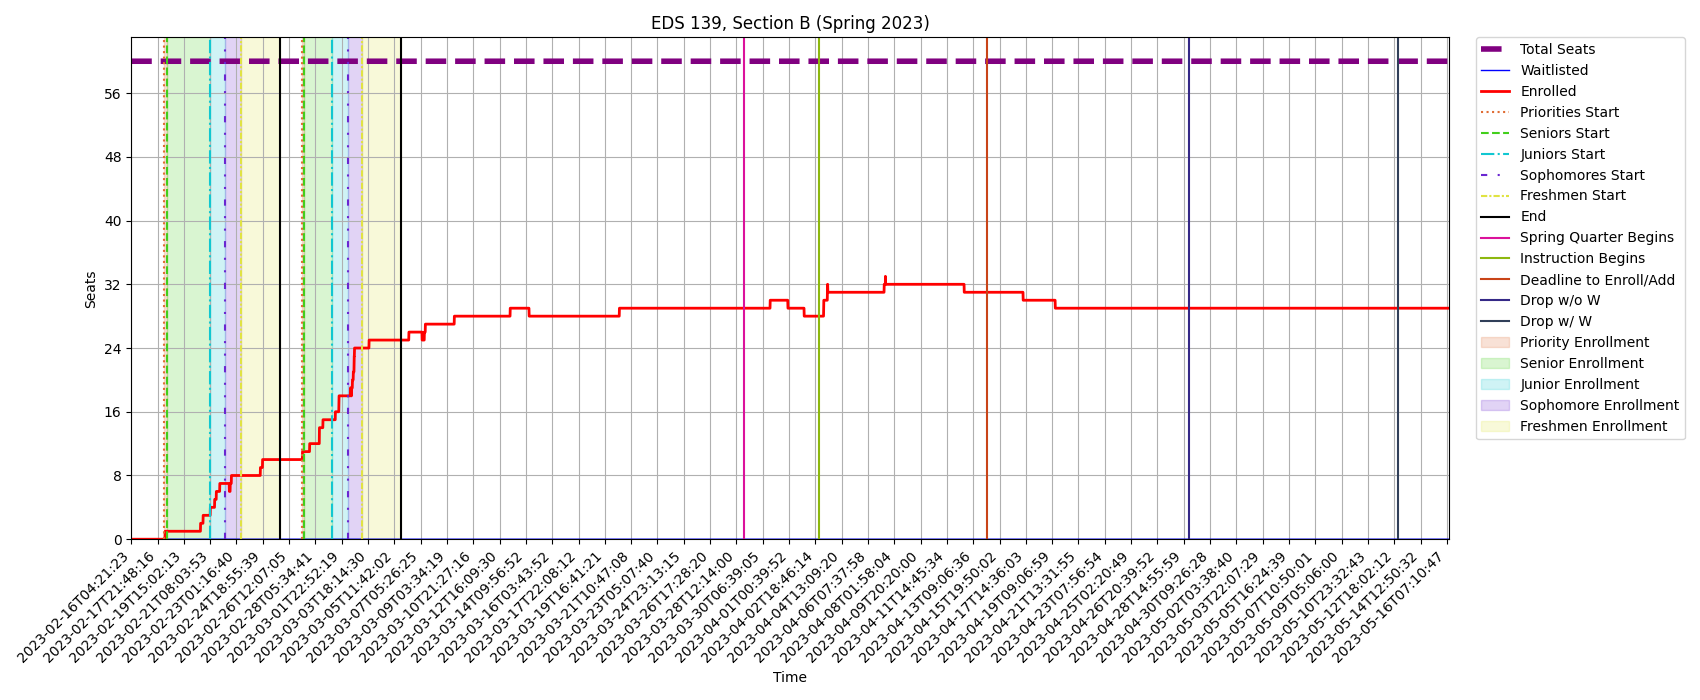 EDS 139, Section B (Spring 2023)
Seats
56
48
40
32
24
16
8
0
2023-02-16T04:21:23
2023-02-17T21:48:16
2023-02-19T15:02:13
2023-02-21T08:03:53
2023-02-23T01:16:40
2023-02-24T18:55:39
2023-02-26T12:07:05
2023-02-28T05:34:41
2023-03-01T22:52:19
2023-03-03T18:14:30
2023-03-05T11:42:02
2023-03-07T05:26:25
2023-03-09T03:34:19
2023-03-10T21:27:16
2023-03-12T16:09:30
2023-03-14T09:56:52
2023-03-16T03:43:52
2023-03-17T22:08:12
2023-03-19T16:41:21
2023-03-21T10:47:08
2023-03-23T05:07:40
2023-03-24T23:13:15
2023-03-26T17:28:20
2023-03-28T12:14:00
2023-03-30T06:39:05
2023-04-01T00:39:52
2023-04-02T18:46:14
2023-04-04T13:09:20
2023-04-06T07:37:58
2023-04-08T01:58:04
2023-04-09T20:20:00
2023-04-11T14:45:34
2023-04-13T09:06:36
2023-04-15T19:50:02
2023-04-17T14:36:03
2023-04-19T09:06:59
2023-04-21T13:31:55
2023-04-23T07:56:54
2023-04-25T02:20:49
2023-04-26T20:39:52
2023-04-28T14:55:59
2023-04-30T09:26:28
2023-05-02T03:38:40
2023-05-03T22:07:29
2023-05-05T16:24:39
2023-05-07T10:50:01
2023-05-09T05:06:00
2023-05-10T23:32:43
2023-05-12T18:02:12
2023-05-14T12:50:32
2023-05-16T07:10:47
Time
Total Seats
Waitlisted
Enrolled
Priorities Start
Seniors Start
Juniors Start
Sophomores Start
Freshmen Start
End
Spring Quarter Begins
Instruction Begins
Deadline to Enroll/Add
Drop w/o W
Drop w/ W
Priority Enrollment
Senior Enrollment
Junior Enrollment
Sophomore Enrollment
Freshmen Enrollment